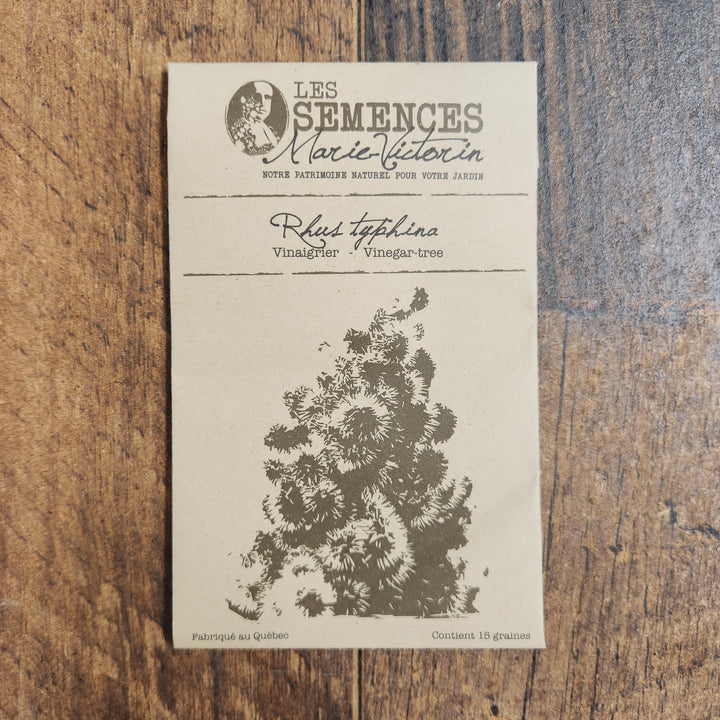 LES
SEMENCES
Marie-Victorin
NOTRE PATRIMOINE NATUREL POUR VOTRE JARDIN
Rhus typhina
Vinaigrier - Vinegar-tree
Fabriqué au Québec
Contient 15 graines